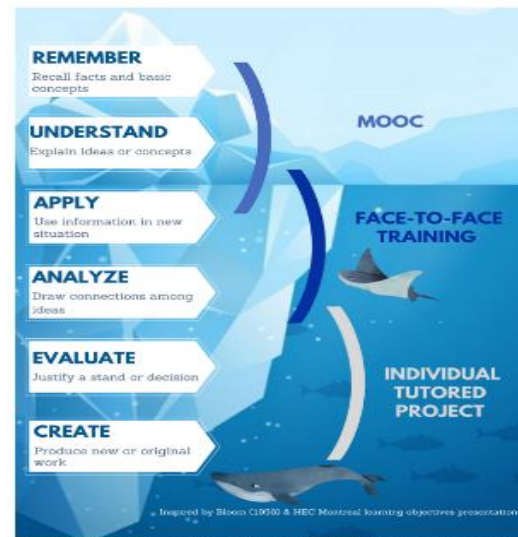 REMEMBER
Recall facts and basic
concepts
UNDERSTAND
Explain ideas or concepts
MOOC
APPLY
Use information in new
situation
FACE-TO-FACE
TRAINING
ANALYZE
Draw connections among
ideas
EVALUATE
Justify a stand or decision
INDIVIDUAL
TUTORED
PROJECT
CREATE
Produce new or original
work
Inspired by Bloom (1956) & HEC Montreal learning objectives presentation